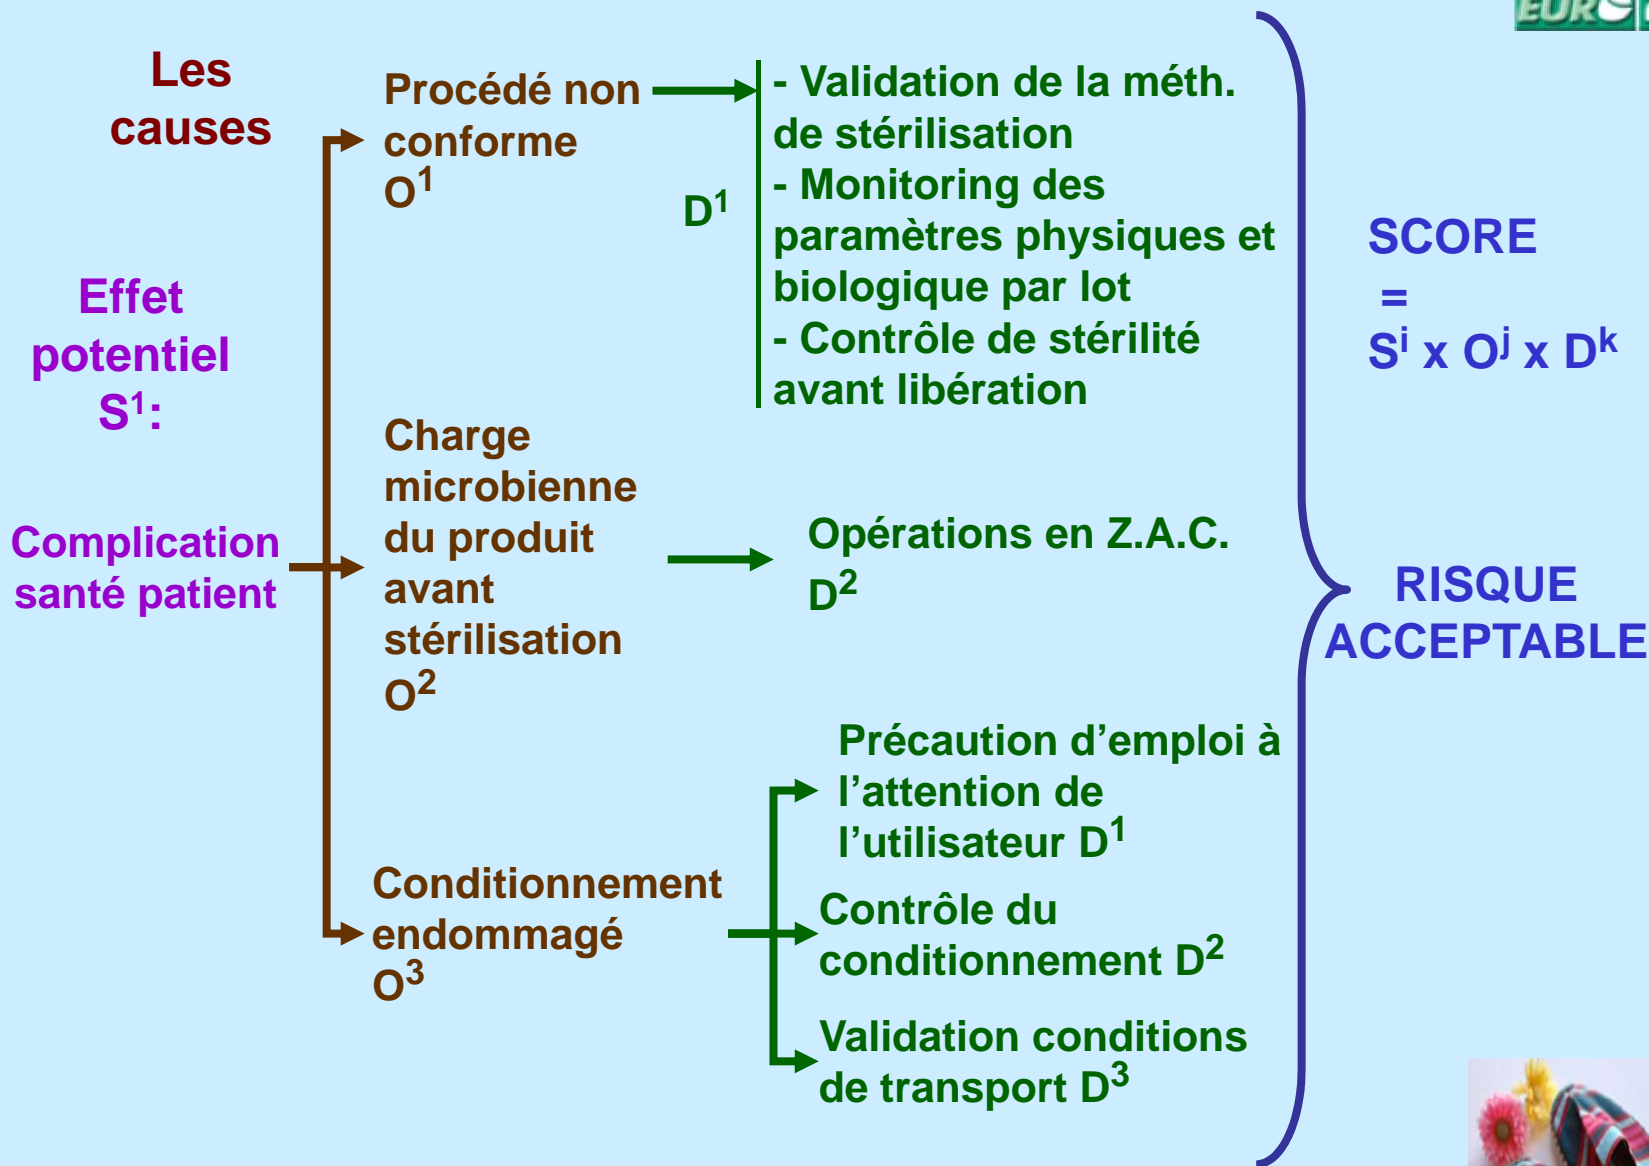 Les
causes
Effet
potentiel
S¹:
Complication
santé patient
Procédé non
conforme
O¹
D¹
- Validation de la méth.
de stérilisation
- Monitoring des
paramètres physiques et
biologique par lot
- Contrôle de stérilité
avant libération
Charge
microbienne
du produit
avant
stérilisation
O²
Opérations en Z.A.C.
D²
Conditionnement
endommagé
O³
Précaution d’emploi à
l’attention de
l’utilisateur D¹
Contrôle du
conditionnement D²
Validation conditions
de transport D³
SCORE
=
Sⁱ x Oʲ x Dᵏ
RISQUE
ACCEPTABLE